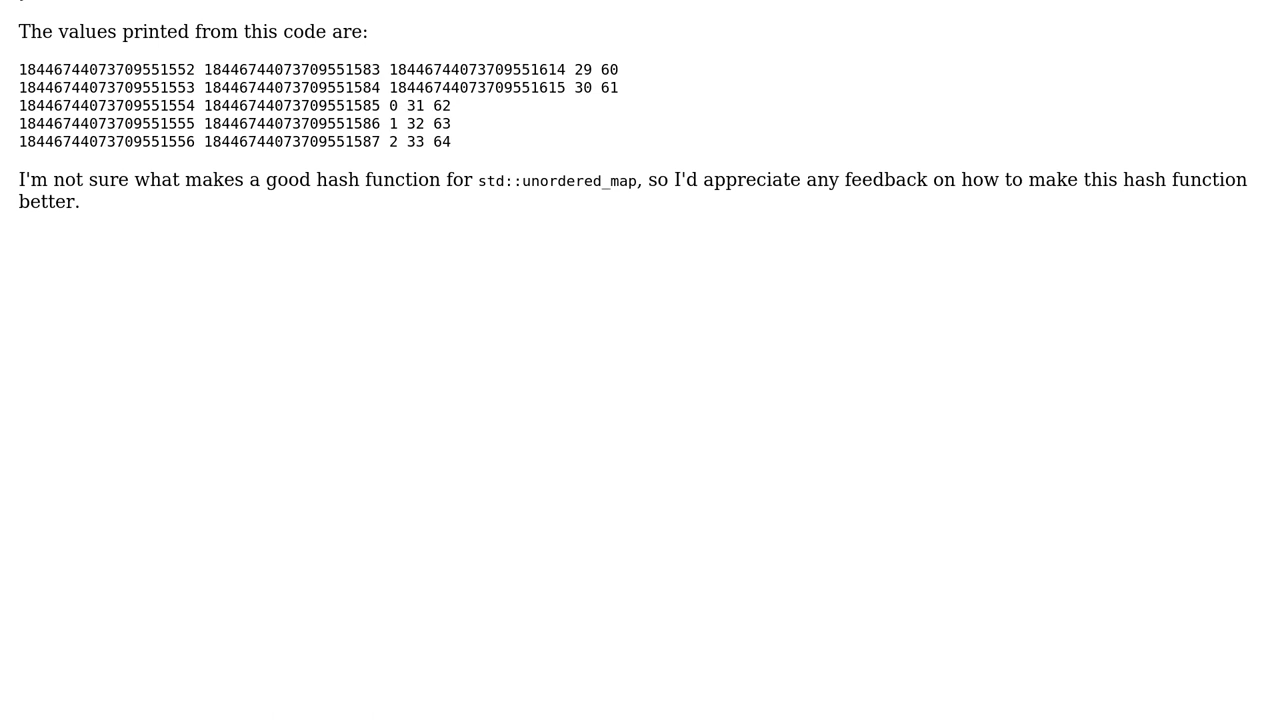 The values printed from this code are:
18446744073709551552 18446744073709551583 18446744073709551614 29 60
18446744073709551553 18446744073709551584 18446744073709551615 30 61
18446744073709551554 18446744073709551585 0 31 62
18446744073709551555 18446744073709551586 1 32 63
18446744073709551556 18446744073709551587 2 33 64
I'm not sure what makes a good hash function for std::unordered_map, so I'd appreciate any feedback on how to make this hash function
better.